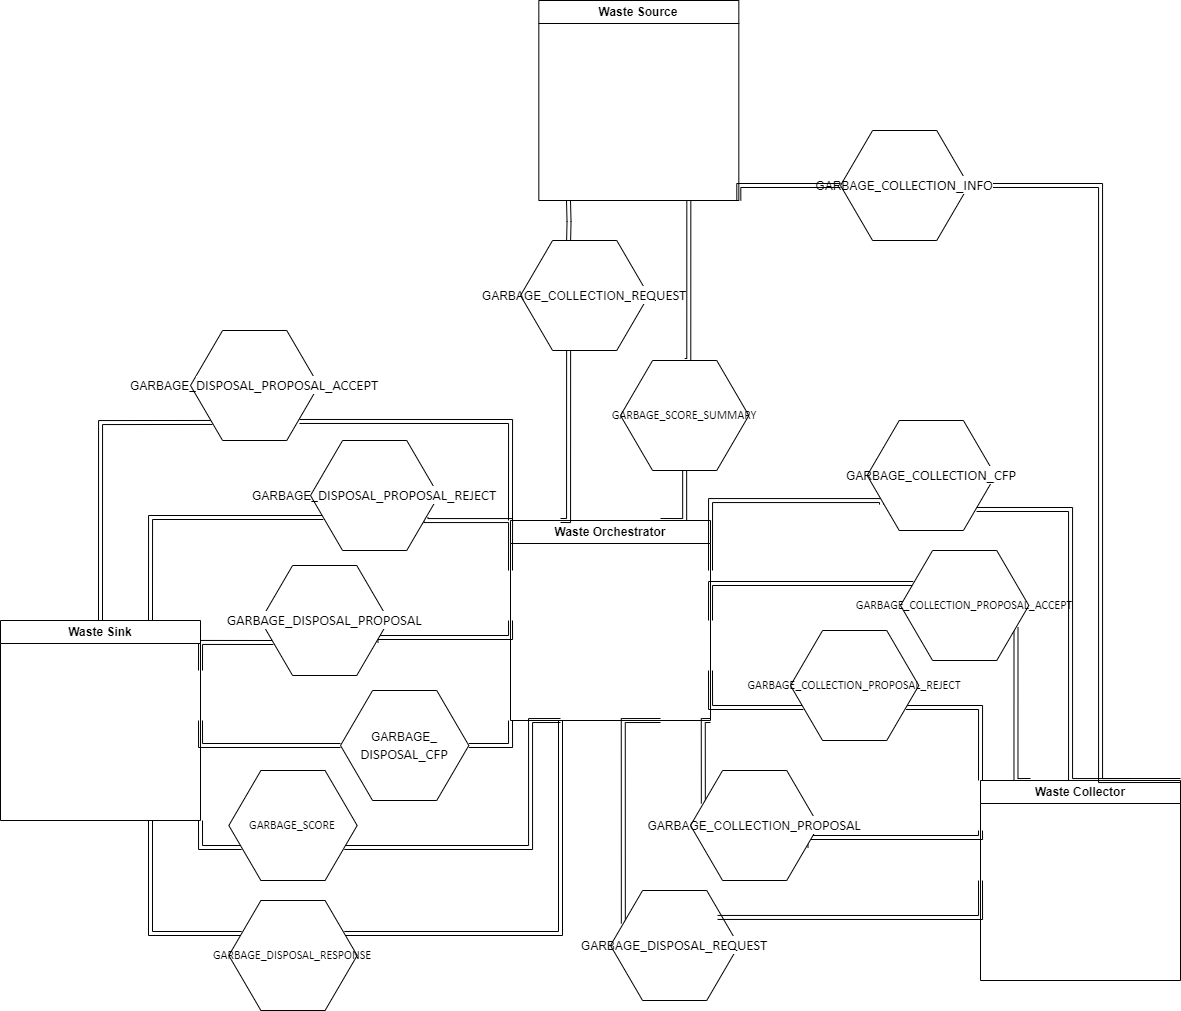 Waste Source
GARBAGE_COLLECTION_INFO
GARBAGE_COLLECTION_REQUEST
GARBAGE_DISPOSAL_PROPOSAL_ACCEPT
GARBAGE_SCORE_SUMMARY
GARBAGE_COLLECTION_CFP
GARBAGE_DISPOSAL_PROPOSAL_REJECT
Waste Orchestrator
GARBAGE_COLLECTION_PROPOSAL_ACCEPT
GARBAGE_DISPOSAL_PROPOSAL
Waste Sink
GARBAGE_COLLECTION_PROPOSAL_REJECT
GARBAGE_
DISPOSAL_CFP
Waste Collector
GARBAGE_SCORE
GARBAGE_COLLECTION_PROPOSAL
GARBAGE_DISPOSAL_REQUEST
GARBAGE_DISPOSAL_RESPONSE